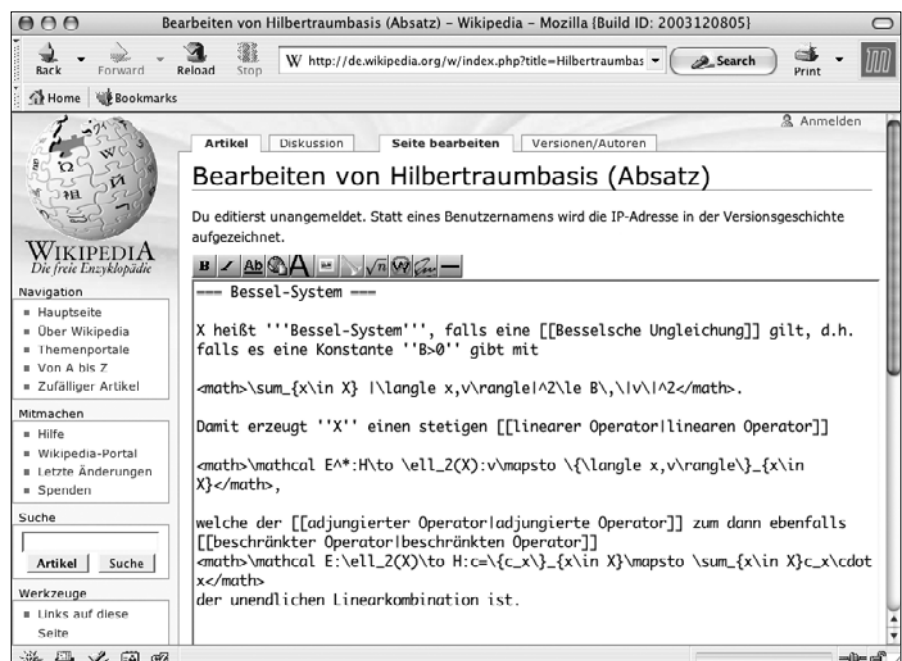 Bearbeiten von Hilbertraumbasis (Absatz) – Wikipedia – Mozilla {Build ID: 2003120805}
Back Forward Reload Stop W http://de.wikipedia.org/w/index.php?title=Hilbertraumbas Search Print
Home Bookmarks
Anmelden
Artikel Diskussion Seite bearbeiten Versionen/Autoren
Bearbeiten von Hilbertraumbasis (Absatz)
Du editierst unangemeldet. Statt eines Benutzernamens wird die IP-Adresse in der Versionsgeschichte
aufgezeichnet.
WIKIPEDIA
Die freie Enzyklopädie
Navigation
Hauptseite
Über Wikipedia
Themenportale
Von A bis Z
Zufälliger Artikel
Mitmachen
Hilfe
Wikipedia-Portal
Letzte Änderungen
Spenden
Suche
Artikel Suche
Werkzeuge
Links auf diese
Seite
B I Ab A √n
=== Bessel-System ===
X heißt '''Bessel-System''', falls eine [[Besselsche Ungleichung]] gilt, d.h.
falls es eine Konstante ''B>0'' gibt mit
<math>\sum_{x\in X} |\langle x,v\rangle|^2\le B\,\|v\|^2</math>.
Damit erzeugt ''X'' einen stetigen [[linearer Operator|linearen Operator]]
<math>\mathcal E^*:H\to \ell_2(X):v\mapsto \{\langle x,v\rangle\}_{x\in
X}</math>,
welche der [[adjungierter Operator|adjungierte Operator]] zum dann ebenfalls
[[beschränkter Operator|beschränkten Operator]]
<math>\mathcal E:\ell_2(X)\to H:c=\{c_x\}_{x\in X}\mapsto \sum_{x\in X}c_x\cdot
x</math>
der unendlichen Linearkombination ist.